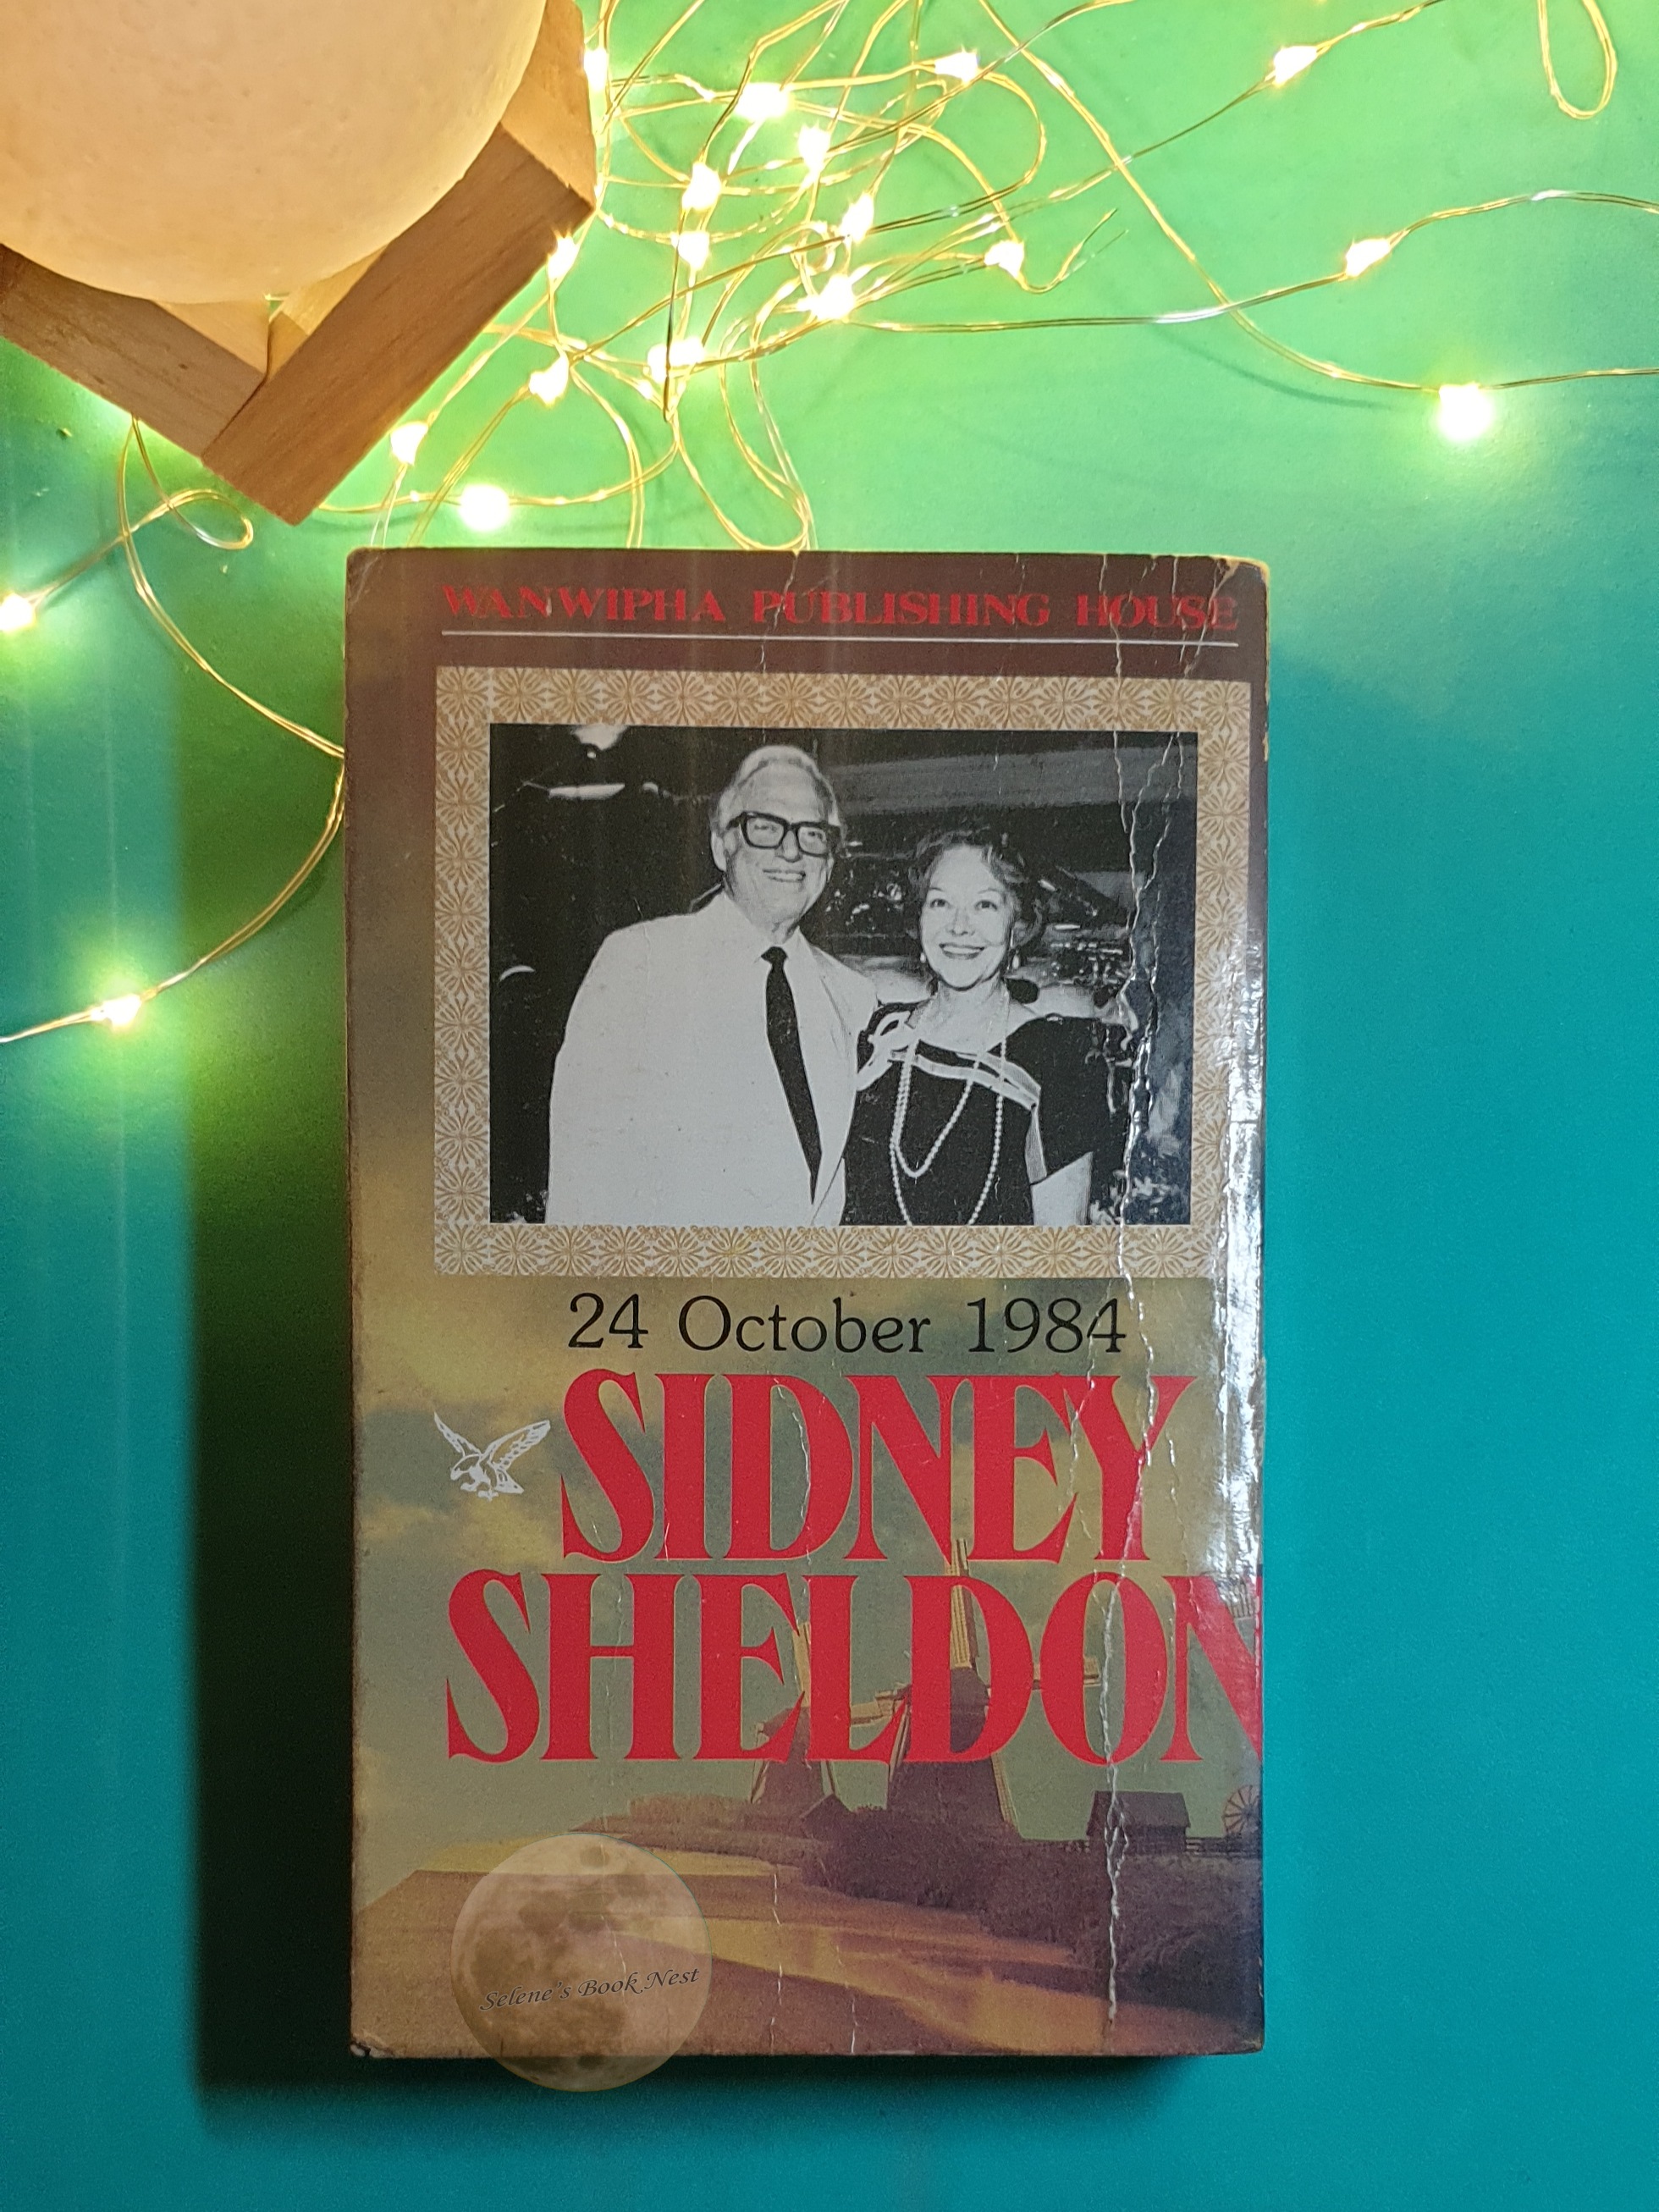 WANWIPHA PUBLISHING HOUSE
24 October 1984
SIDNEY
SHELDON
Selene's Book Nest